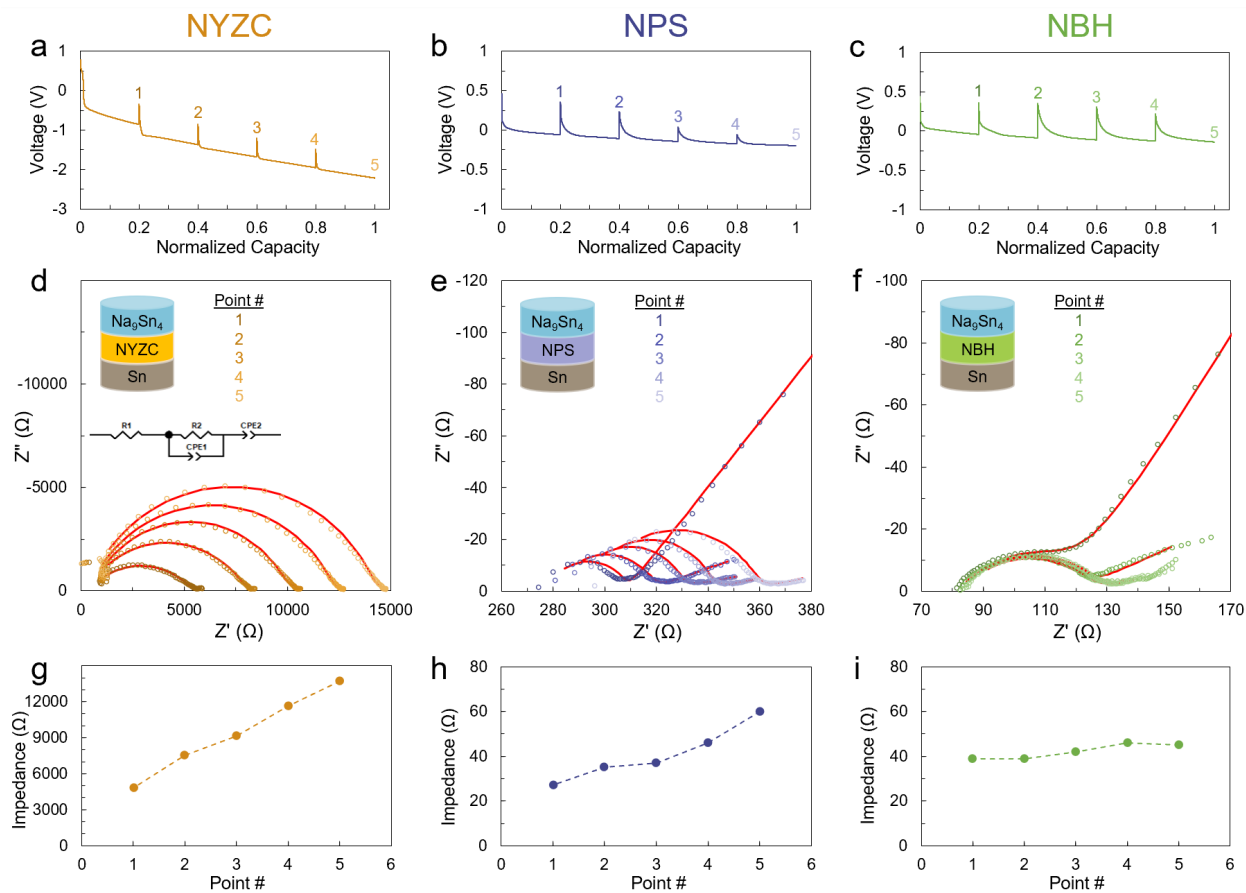 NYZC
NPS
NBH
a
b
c
1
0
-1
-2
-3
Voltage (V)
1
2
3
4
5
0
0.2
0.4
0.6
0.8
1
Normalized Capacity
1
0.5
0
-0.5
-1
Voltage (V)
1
2
3
4
5
0
0.2
0.4
0.6
0.8
1
Normalized Capacity
1
0.5
0
-0.5
-1
Voltage (V)
1
2
3
4
5
0
0.2
0.4
0.6
0.8
1
Normalized Capacity
d
Na₉Sn₄
NYZC
Sn
Point #
1
2
3
4
5
R1
R2
CPE1
CPE2
-10000
-5000
0
Z'' (Ω)
0
5000
10000
15000
Z' (Ω)
e
Na₉Sn₄
NPS
Sn
Point #
1
2
3
4
5
-120
-100
-80
-60
-40
-20
0
Z'' (Ω)
260
280
300
320
340
360
380
Z' (Ω)
f
Na₉Sn₄
NBH
Sn
Point #
1
2
3
4
5
-100
-80
-60
-40
-20
0
Z'' (Ω)
70
90
110
130
150
170
Z' (Ω)
g
12000
9000
6000
3000
0
Impedance (Ω)
0
1
2
3
4
5
6
Point #
h
80
60
40
20
0
Impedance (Ω)
0
1
2
3
4
5
6
Point #
i
80
60
40
20
0
Impedance (Ω)
0
1
2
3
4
5
6
Point #